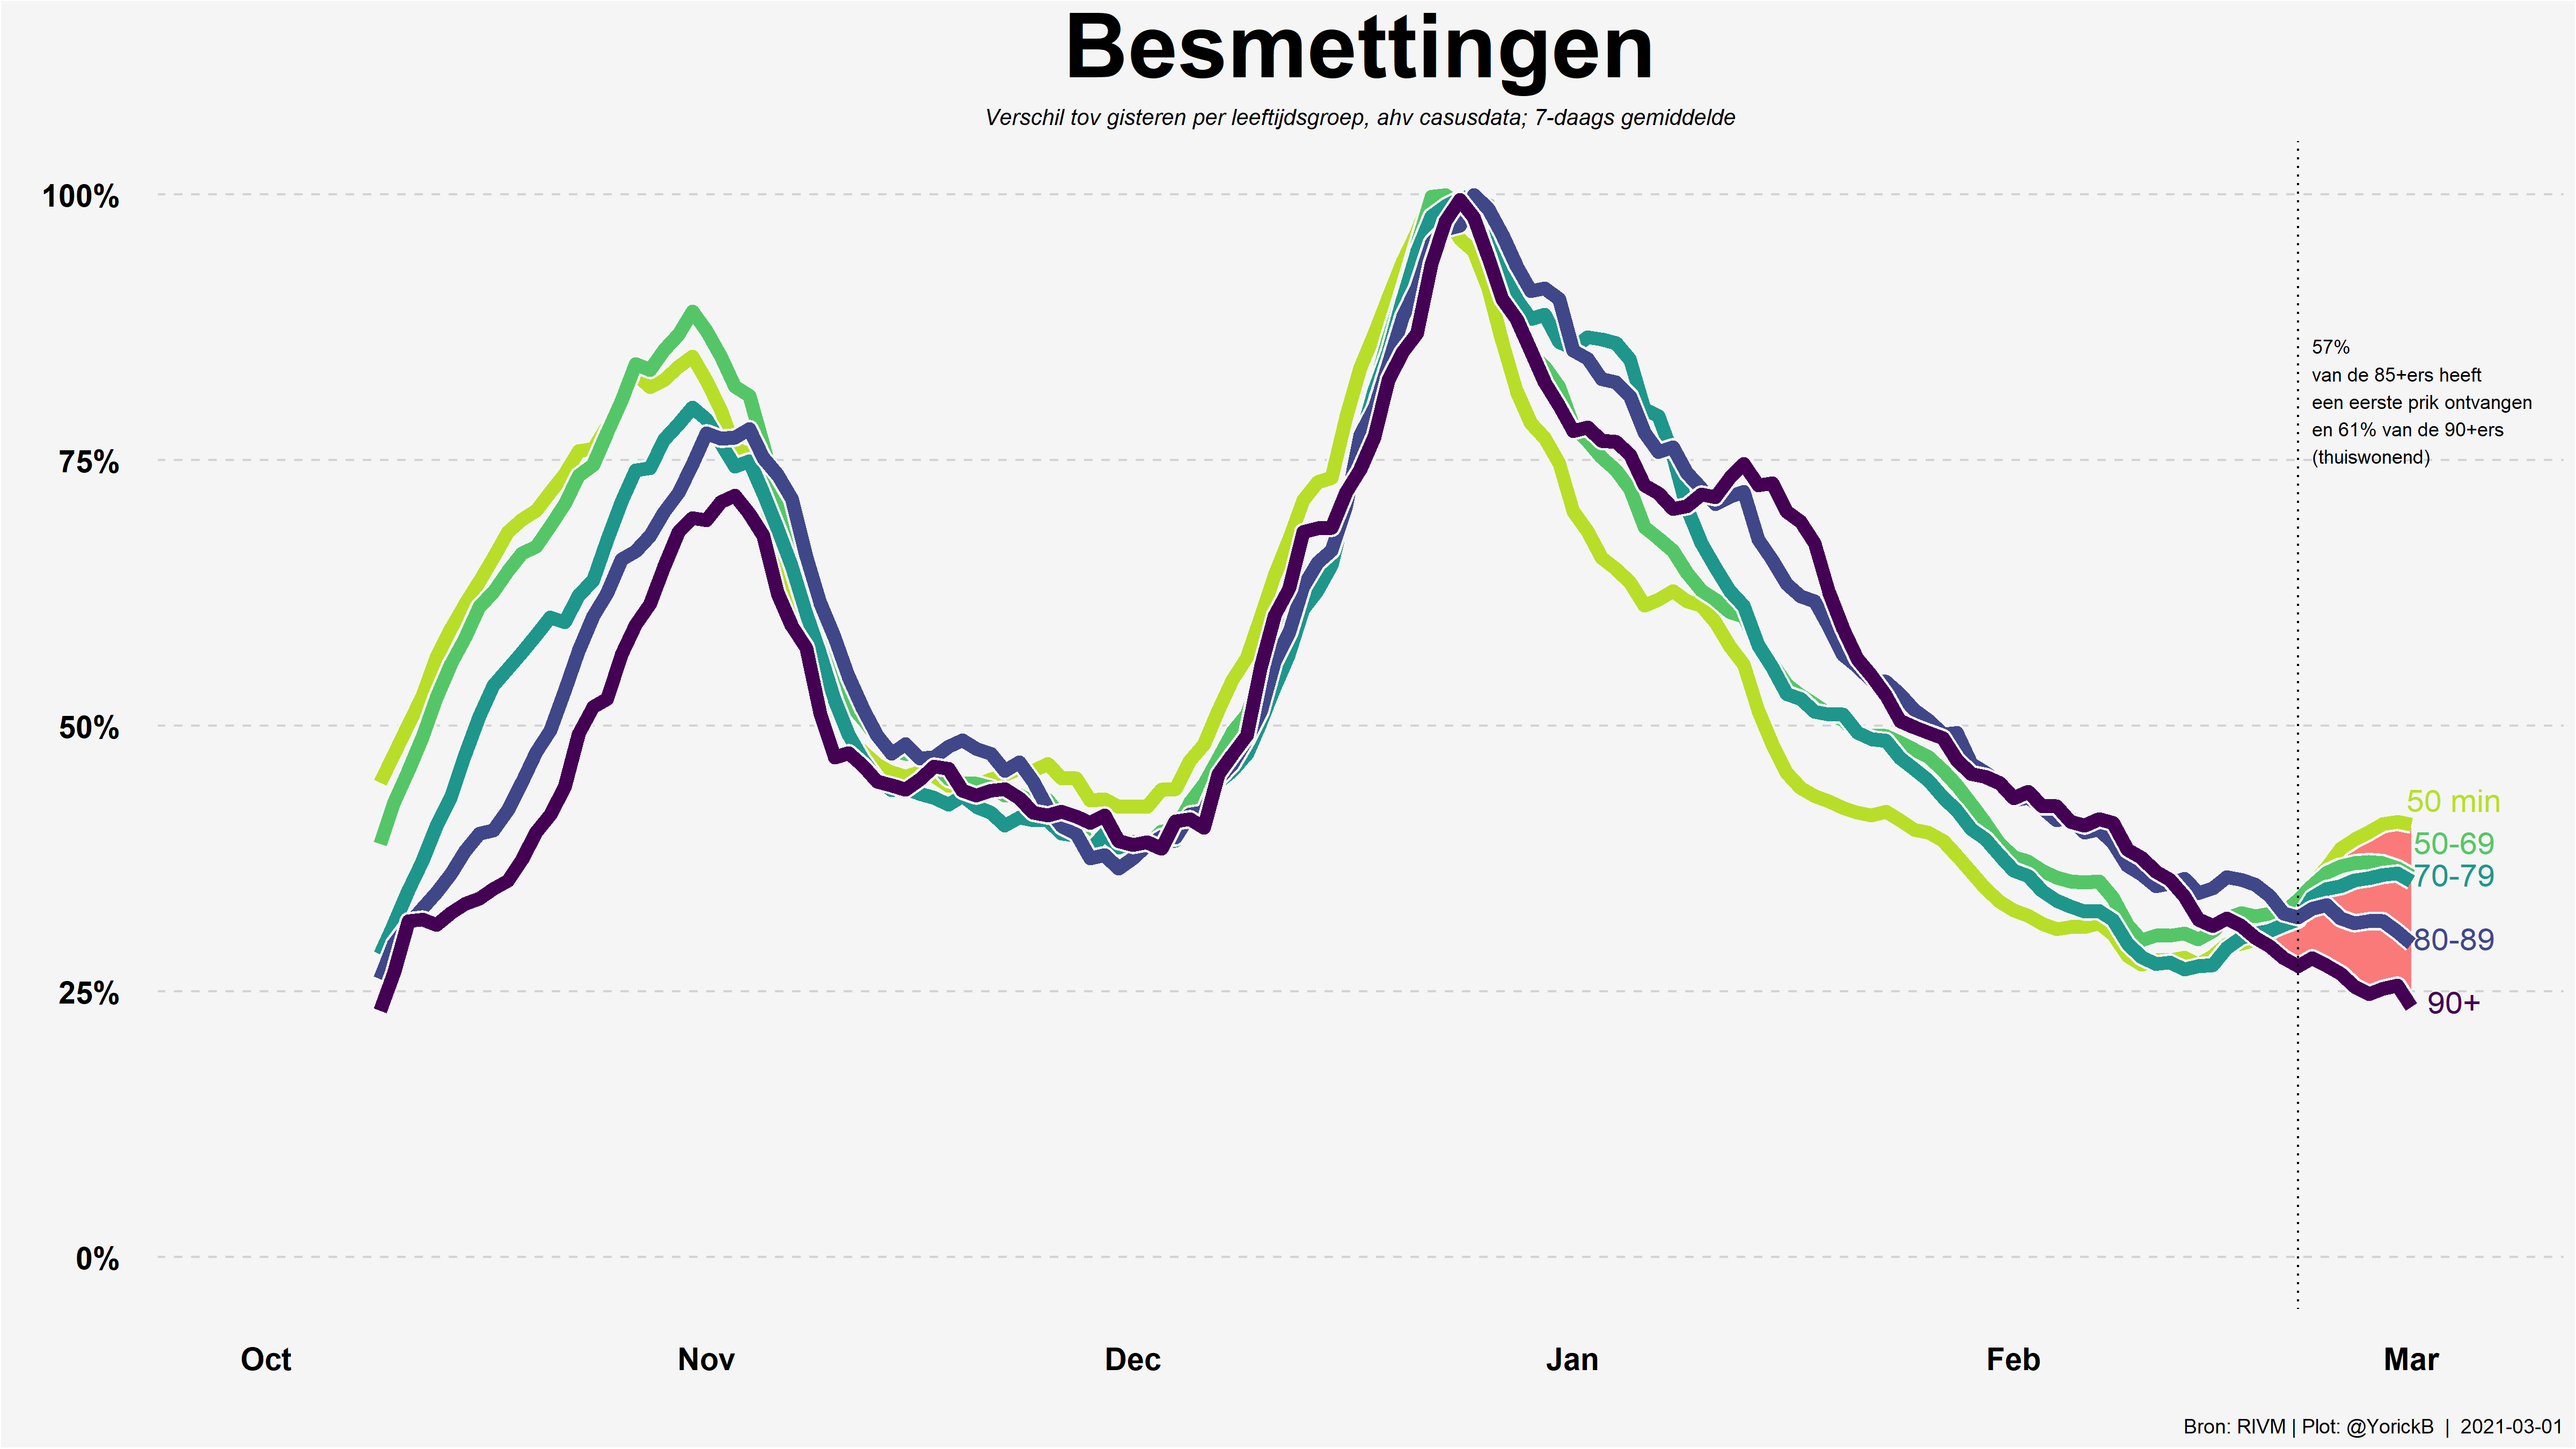 Besmettingen
Verschil tov gisteren per leeftijdsgroep, ahv casusdata; 7-daags gemiddelde
100%
75%
50%
25%
0%
57%
van de 85+ers heeft
een eerste prik ontvangen
en 61% van de 90+ers
(thuiswonend)
50 min
50-69
70-79
80-89
90+
Oct Nov Dec Jan Feb Mar
Bron: RIVM | Plot: @YorickB | 2021-03-01